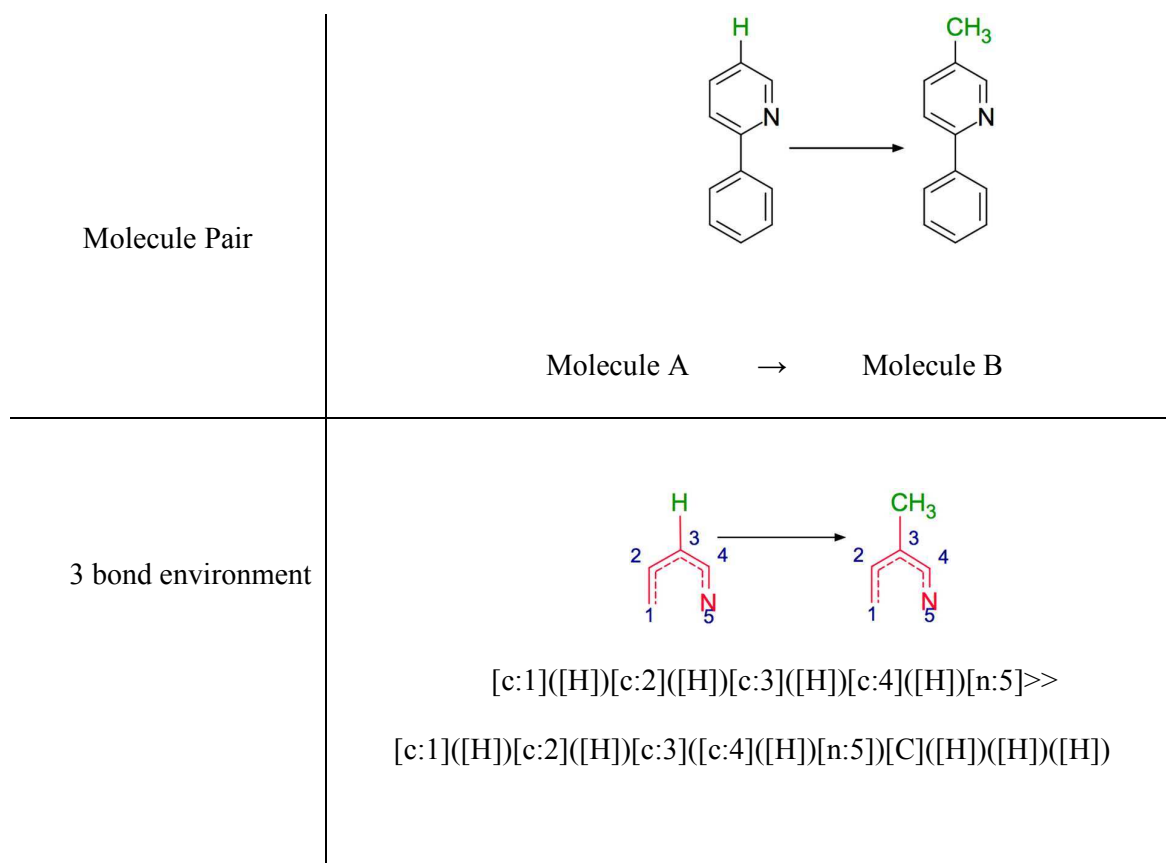 H
CH₃
N
N
Molecule Pair
Molecule A → Molecule B
H
CH₃
2 3 4
2 3 4
3 bond environment
1 N 5
1 N 5
[c:1]([H])[c:2]([H])[c:3]([H])[c:4]([H])[n:5]>>
[c:1]([H])[c:2]([H])[c:3]([c:4]([H])[n:5])[C]([H])([H])([H])